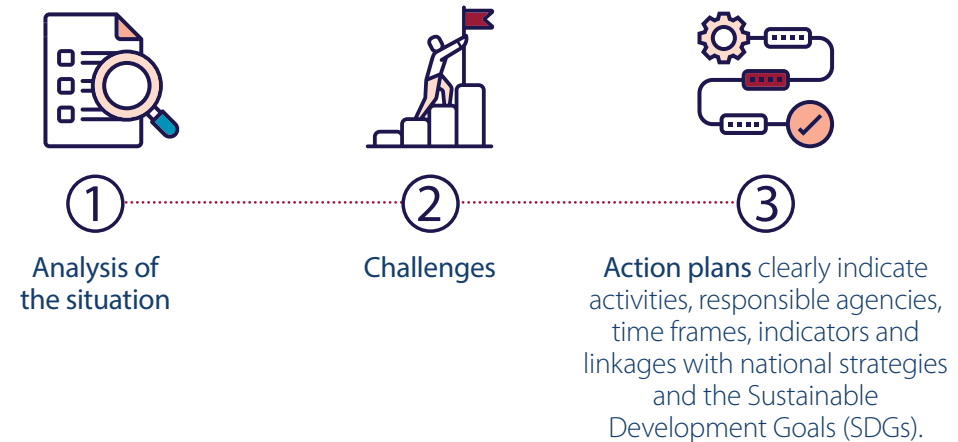 1
2
3
Analysis of
the situation
Challenges
Action plans clearly indicate
activities, responsible agencies,
time frames, indicators and
linkages with national strategies
and the Sustainable
Development Goals (SDGs).